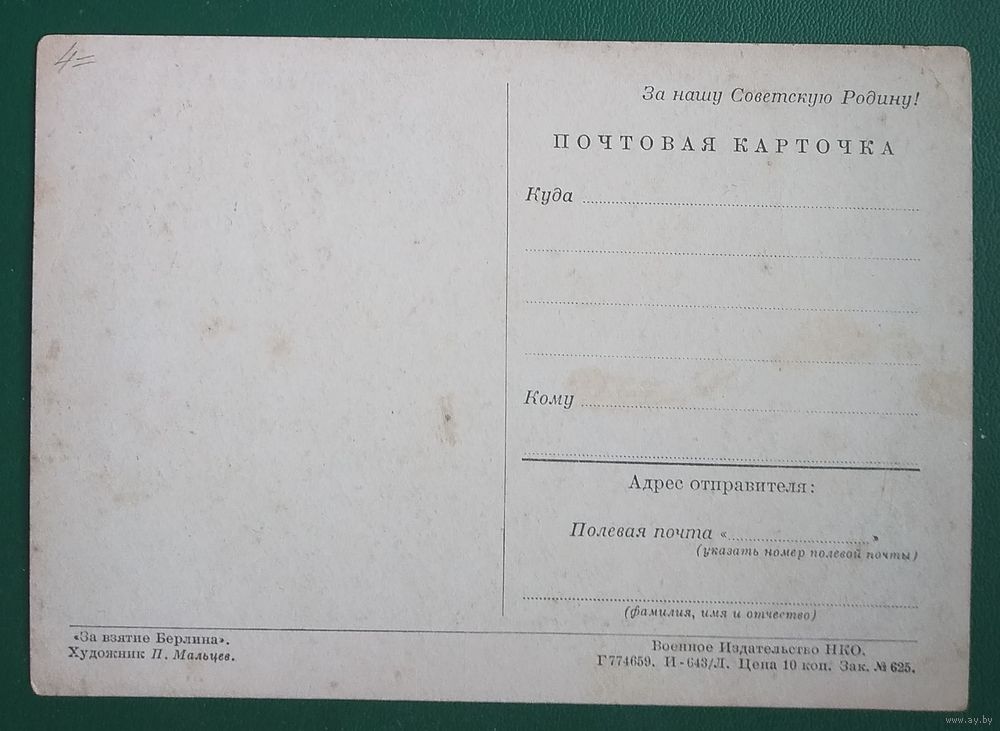 4=
За нашу Советскую Родину!
ПОЧТОВАЯ КАРТОЧКА
Куда
Кому
Адрес отправителя:
Полевая почта « »
(указать номер полевой почты)
(фамилия, имя и отчество)
«За взятие Берлина».
Художник П. Мальцев.
Военное Издательство НКО.
Г774659. И-643/Л. Цена 10 коп. Зак. № 625.
www.ay.by